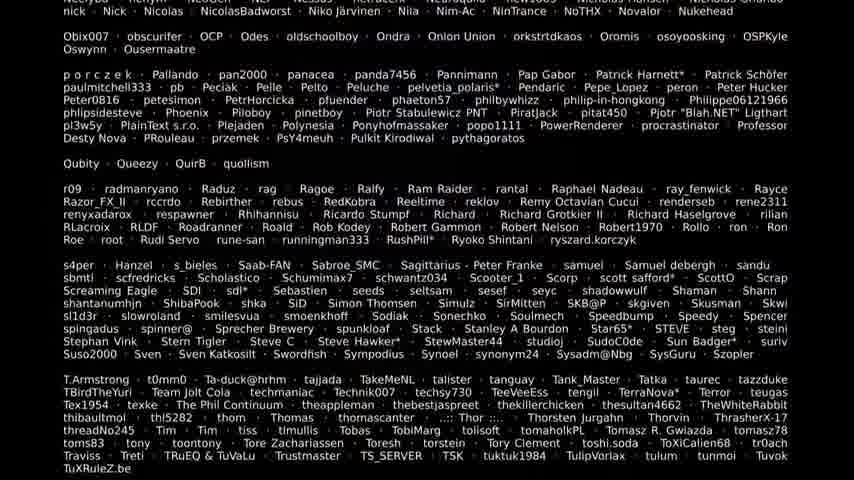 nick · Nick · Nicolas · NicolasBadworst · Niko Järvinen · Niia · Nim-Ac · NinTrance · NoTHX · Novalor · Nukehead
Obix007 · obscurifer · OCP · Odes · oldschoolboy · Ondra · Onlon Union · orkstrtdkaos · Oromis · osoyoosking · OSPKyle
Oswynn · Ousermaatre
p o r c z e k · Pallando · pan2000 · panacea · panda7456 · Pannimann · Pap Gabor · Patrick Harnett* · Patrick Schöfer
paulmitchell333 · pb · Peciak · Pelle · Pelto · Peluche · pelvetia_polaris* · Pendaric · Pepe_Lopez · peron · Peter Hucker
Peter0816 · petesimon · PetrHorcicka · pfuender · phaeton57 · philbywhizz · philip-in-hongkong · Philippe06121966
phlipsidesteve · Phoenix · Piloboy · pinetboy · Piotr Stabulewicz PNT · PiratJack · pitat450 · Pjotr "Blah.NET" Ligthart
pl3w5y · PlainText s.r.o. · Plejaden · Polynesia · Ponyhofmassaker · popo1111 · PowerRenderer · procrastinator · Professor
Desty Nova · PRouleau · przemek · PsY4meuh · Pulkit Kirodiwal · pythagoratos
Qubity · Queezy · QuirB · quollism
r09 · radmanryano · Raduz · rag · Ragoe · Ralfy · Ram Raider · rantal · Raphael Nadeau · ray_fenwick · Rayce
Razor_FX_II · rccrdo · Rebirther · rebus · RedKobra · Reeltime · reklov · Remy Octavian Cucui · renderseb · rene2311
renyxadarox · respawner · Rhihannisu · Ricardo Stumpf · Richard · Richard Grotkier II · Richard Haselgrove · rilian
RLacroix · RLDF · Roadranner · Roald · Rob Kodey · Robert Gammon · Robert Nelson · Robert1970 · Rollo · ron · Ron
Roe · root · Rudi Servo · rune-san · runningman333 · RushPill* · Ryoko Shintani · ryszard.korczyk
s4per · Hanzel · s_bieles · Saab-FAN · Sabroe_SMC · Sagittarius - Peter Franke · samuel · Samuel debergh · sandu ·
sbmtl · scfredricks · Scholastico · Schumimax7 · schwantz034 · Scooter_1 · Scorp · scott safford* · ScottO · Scrap
Screaming Eagle · SDI · sdl* · Sebastien · seeds · seltsam · sesef · seyc · shadowwulf · Shaman · Shann ·
shantanumhjn · ShibaPook · shka · SiD · Simon Thomsen · Simulz · SirMitten · SKB@P · skgiven · Skusman · Skwi
sl1d3r · slowroland · smilesvua · smoenkhoff · Sodiak · Sonechko · Soulmech · Speedbump · Speedy · Spencer
spingadus · spinner@ · Sprecher Brewery · spunkloaf · Stack · Stanley A Bourdon · Star65* · STE\/E · steg · steini
Stephan Vink · Stern Tigler · Steve C · Steve Hawker* · StewMaster44 · studioj · SudoC0de · Sun Badger* · suriv
Suso2000 · Sven · Sven Katkosilt · Swordfish · Sympodius · Synoel · synonym24 · Sysadm@Nbg · SysGuru · Szopler
T.Armstrong · t0mm0 · Ta-duck@hrhm · tajjada · TakeMeNL · talister · tanguay · Tank_Master · Tatka · taurec · tazzduke
TBirdTheYuri · Team Jolt Cola · techmaniac · Technik007 · techsy730 · TeeVeeEss · tengil · TerraNova* · Terror · teugas
Tex1954 · texke · The Phil Continuum · theappleman · thebestjaspreet · thekillerchicken · thesultan4662 · TheWhiteRabbit
thibaultmol · thl5282 · thom · Thomas · thomascanter · ..:: Thor ::.. · Thorsten Jurgahn · Thorvin · ThrasherX-17
threadNo245 · Tim · Tim · tiss · tlmullis · Tobas · TobiMarg · tolisoft · tomaholkPL · Tomasz R. Gwiazda · tomasz78
toms83 · tony · toontony · Tore Zachariassen · Toresh · torstein · Tory Clement · toshi.soda · ToXiCalien68 · tr0ach
Traviss · Treti · TRuEQ & TuVaLu · Trustmaster · TS_SERVER · TSK · tuktuk1984 · TulipVorlax · tulum · tunmoi · Tuvok
TuXRuleZ.be